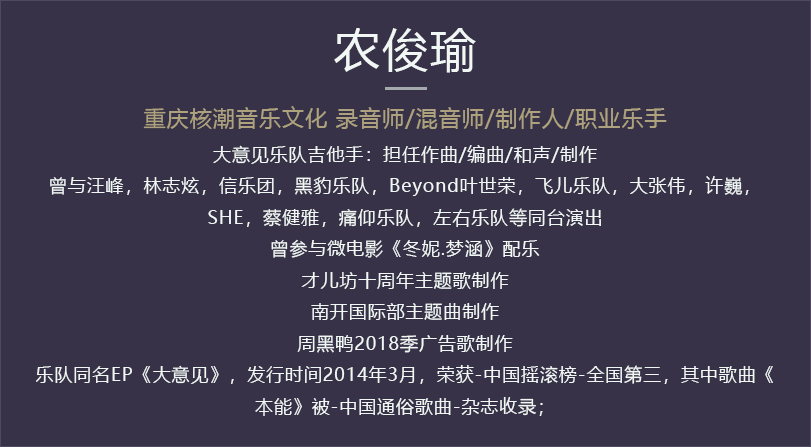 农俊瑜
重庆核潮音乐文化 录音师/混音师/制作人/职业乐手
大意见乐队吉他手：担任作曲/编曲/和声/制作
曾与汪峰，林志炫，信乐团，黑豹乐队，Beyond叶世荣，飞儿乐队，大张伟，许巍，
SHE，蔡健雅，痛仰乐队，左右乐队等同台演出
曾参与微电影《冬妮.梦涵》配乐
才儿坊十周年主题歌制作
南开国际部主题曲制作
周黑鸭2018季广告歌制作
乐队同名EP《大意见》，发行时间2014年3月，荣获-中国摇滚榜-全国第三，其中歌曲《
本能》被-中国通俗歌曲-杂志收录；